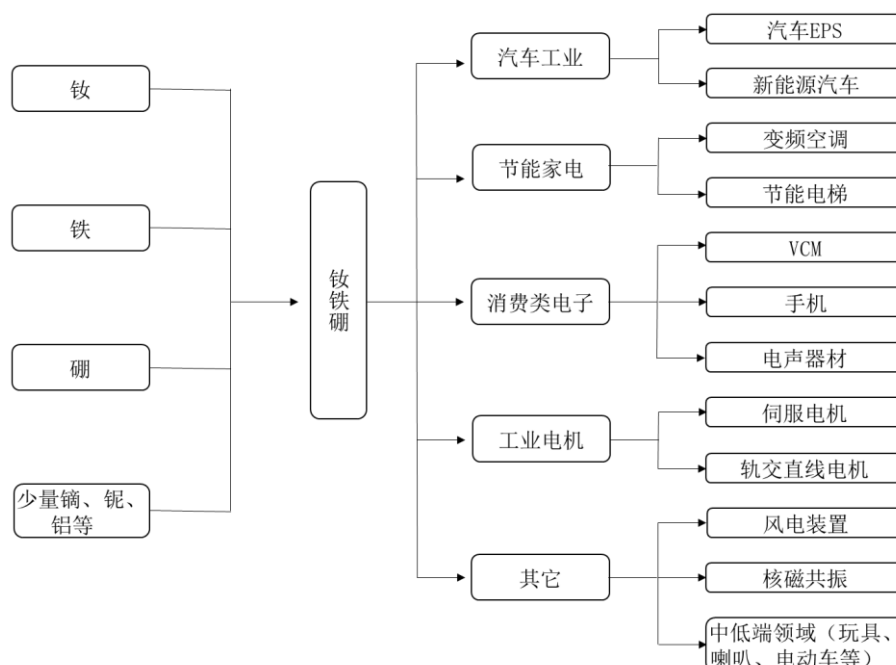 钕
铁
硼
少量镝、铌、
铝等
钕
铁
硼
汽车工业
节能家电
消费类电子
工业电机
其它
汽车EPS
新能源汽车
变频空调
节能电梯
VCM
手机
电声器材
伺服电机
轨交直线电机
风电装置
核磁共振
中低端领域（玩具、
喇叭、电动车等）